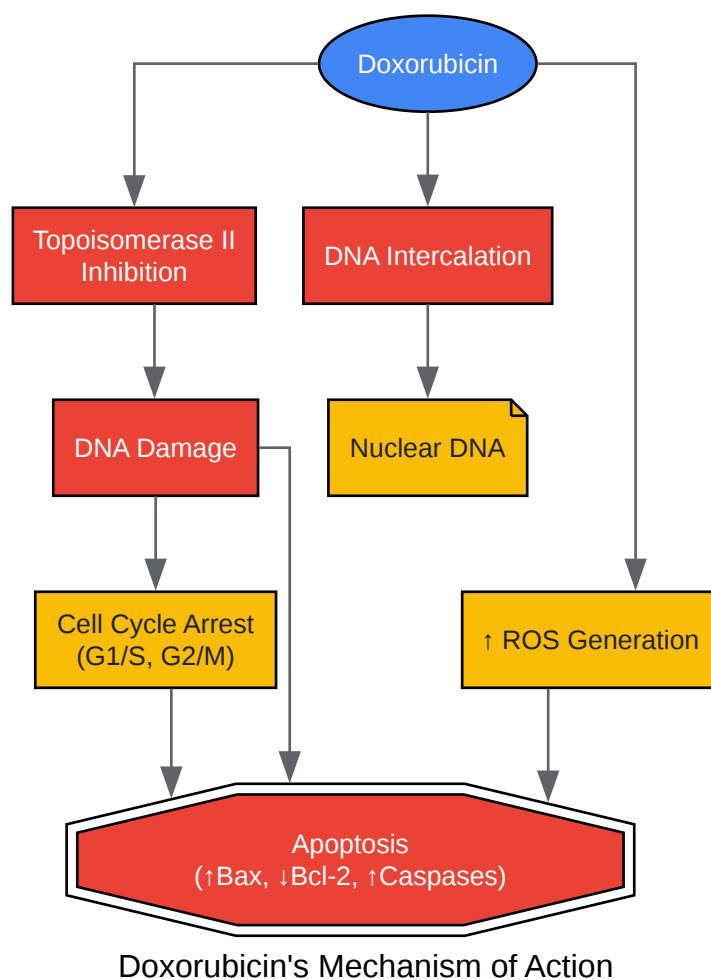 Doxorubicin
Topoisomerase II
Inhibition
DNA Intercalation
DNA Damage
Nuclear DNA
Cell Cycle Arrest
(G1/S, G2/M)
↑ ROS Generation
Apoptosis
(↑Bax, ↓Bcl-2, ↑Caspases)
Doxorubicin's Mechanism of Action